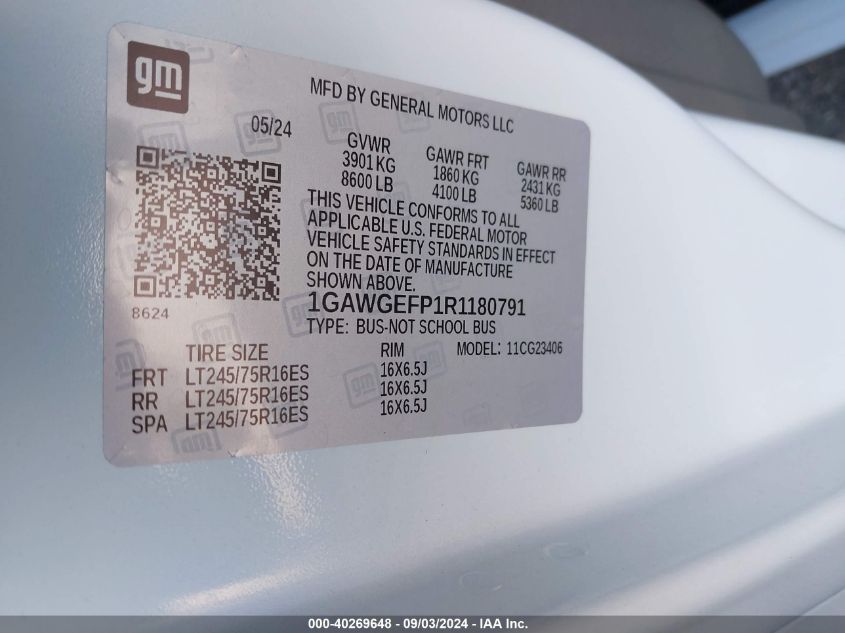 gm
MFD BY GENERAL MOTORS LLC
05/24
GVWR
3901 KG
8600 LB
GAWR FRT
1860 KG
4100 LB
GAWR RR
2431 KG
5360 LB
THIS VEHICLE CONFORMS TO ALL
APPLICABLE U.S. FEDERAL MOTOR
VEHICLE SAFETY STANDARDS IN EFFECT
ON THE DATE OF MANUFACTURE
SHOWN ABOVE.
8624
1GAWGEFP1R1180791
TYPE: BUS-NOT SCHOOL BUS
TIRE SIZE RIM MODEL: 11CG23406
FRT LT245/75R16ES 16X6.5J
RR LT245/75R16ES 16X6.5J
SPA LT245/75R16ES 16X6.5J
000-40269648 - 09/03/2024 - IAA Inc.